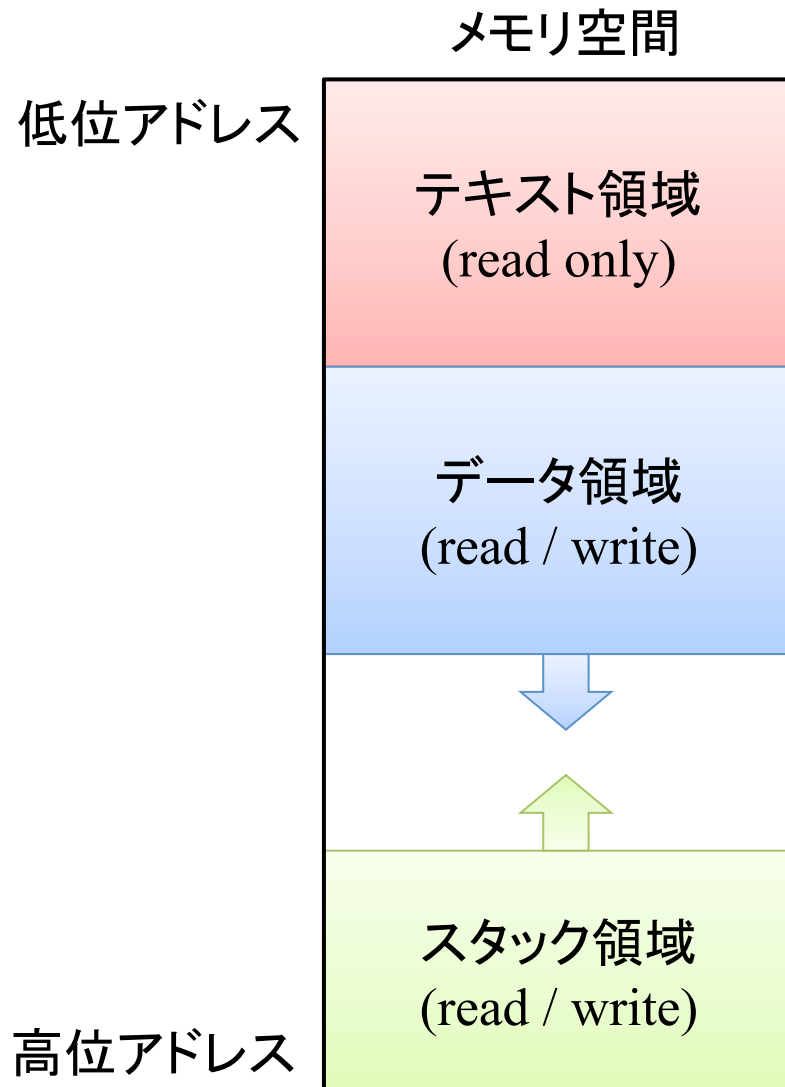 メモリ空間
低位アドレス
テキスト領域
(read only)
データ領域
(read / write)
スタック領域
(read / write)
高位アドレス